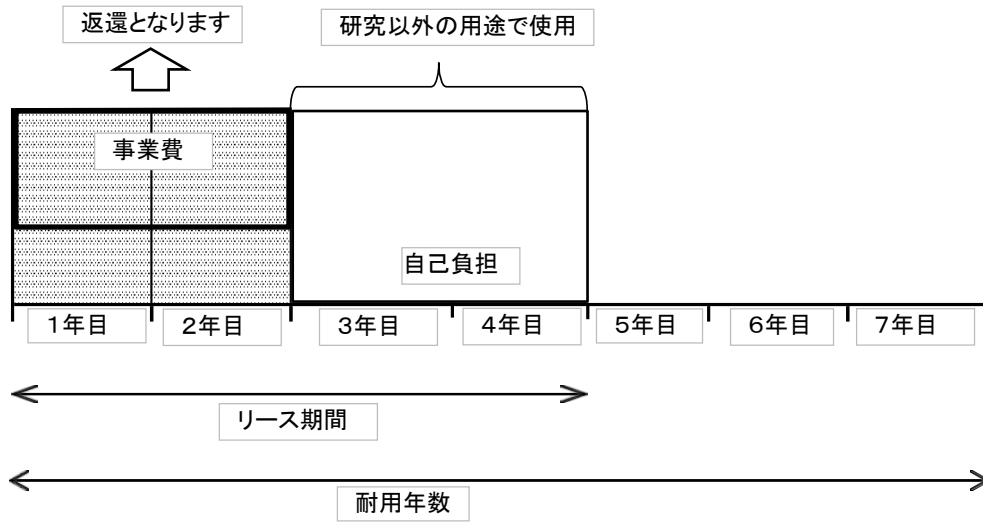 返還となります
研究以外の用途で使用
事業費
自己負担
１年目
２年目
３年目
４年目
５年目
６年目
７年目
リース期間
耐用年数